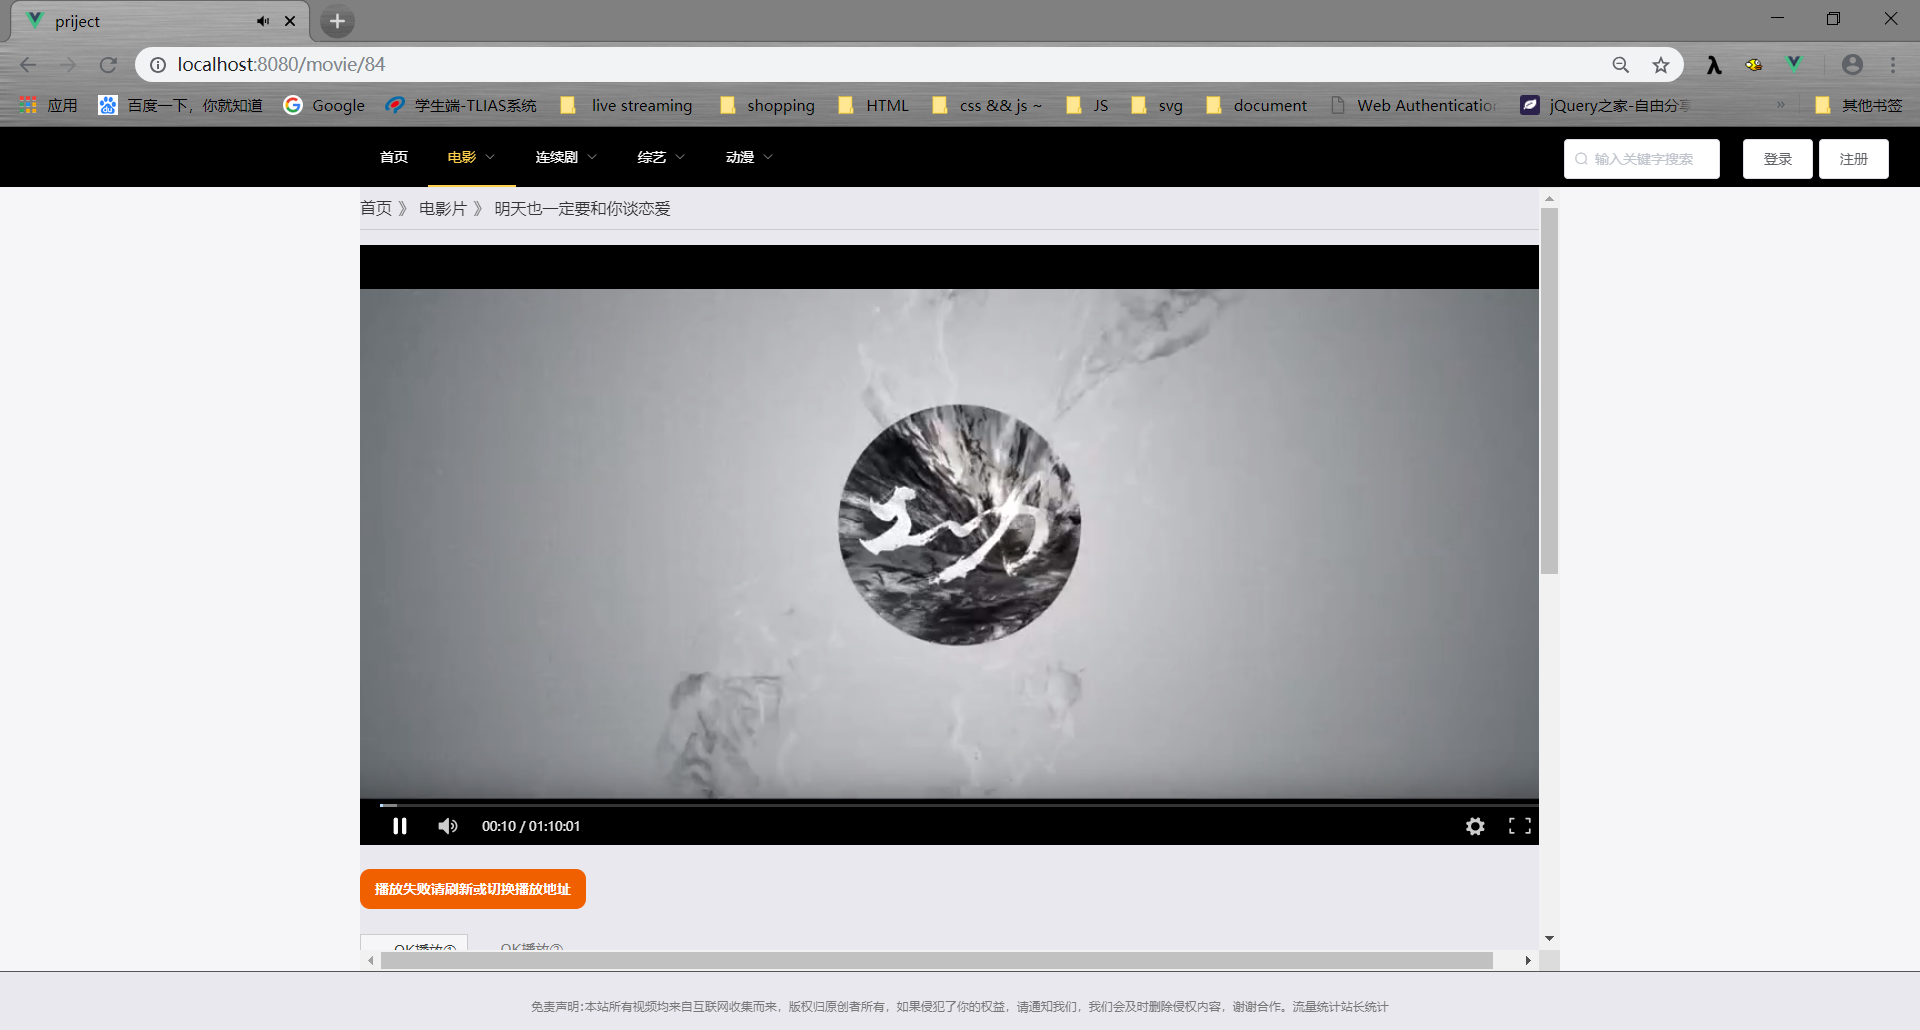 priject
localhost:8080/movie/84
应用 百度一下，你就知道 Google 学生端-TLIAS系统 live streaming shopping HTML css && js ~ JS svg document Web Authentication jQuery之家-自由分享 » 其他书签
首页 电影 连续剧 综艺 动漫 输入关键字搜索 登录 注册
首页 》 电影片 》 明天也一定要和你谈恋爱
00:10 / 01:10:01
播放失败请刷新或切换播放地址
OK播放① OK播放②
免责声明:本站所有视频均来自互联网收集而来，版权归原创者所有，如果侵犯了你的权益，请通知我们，我们会及时删除侵权内容，谢谢合作。流量统计站长统计